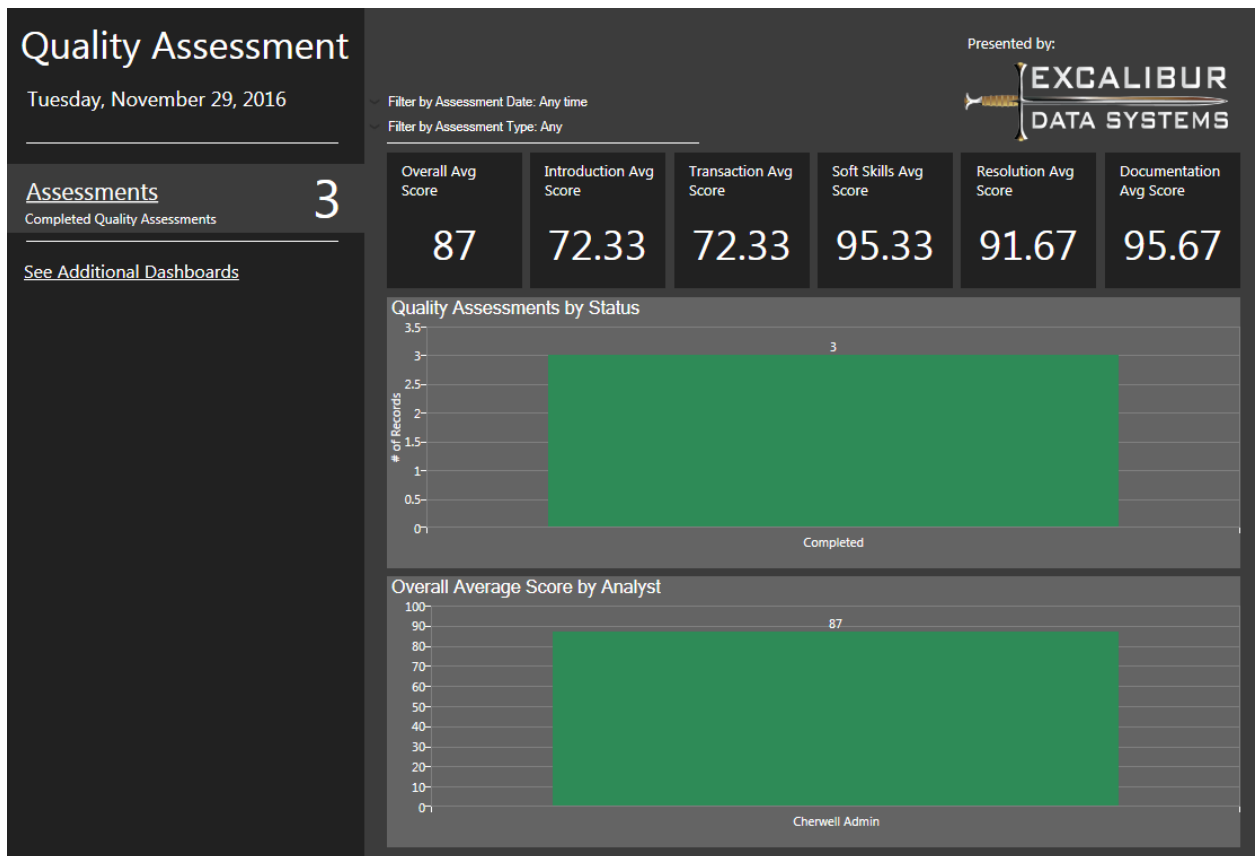 Quality Assessment
Tuesday, November 29, 2016
Assessments
Completed Quality Assessments
3
See Additional Dashboards
Filter by Assessment Date: Any time
Filter by Assessment Type: Any
Presented by:
EXCALIBUR
DATA SYSTEMS
Overall Avg
Score
87
Introduction Avg
Score
72.33
Transaction Avg
Score
72.33
Soft Skills Avg
Score
95.33
Resolution Avg
Score
91.67
Documentation
Avg Score
95.67
Quality Assessments by Status
3.5
3
2.5
2
1.5
1
0.5
0
# of Records
3
Completed
Overall Average Score by Analyst
100
90
80
70
60
50
40
30
20
10
0
87
Cherwell Admin